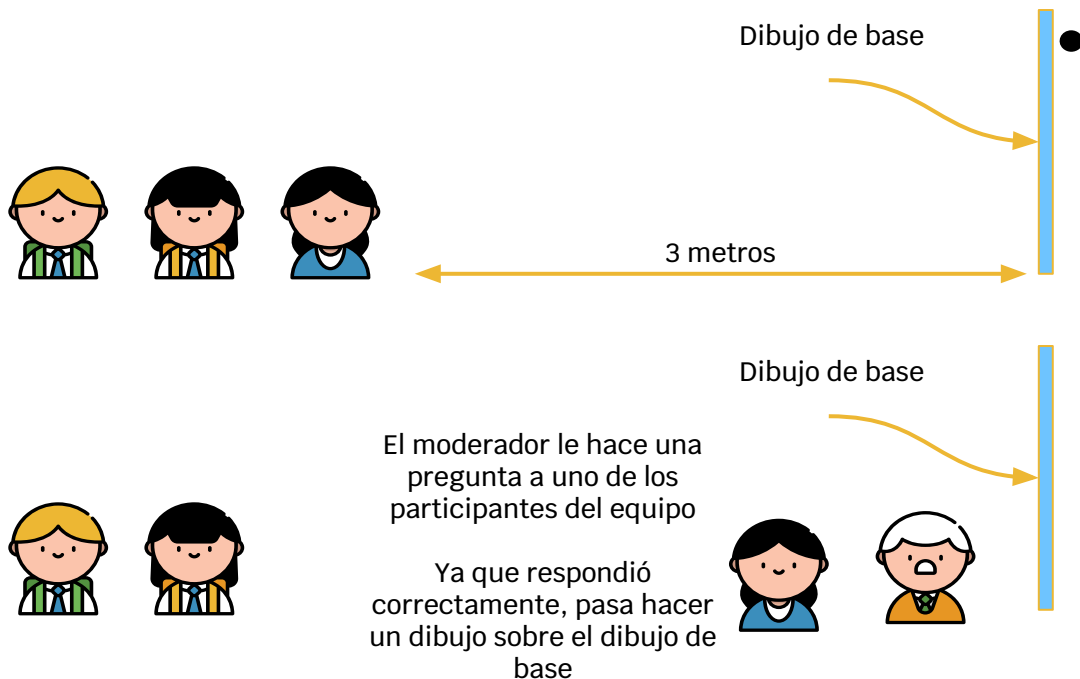 Dibujo de base
3 metros
Dibujo de base
El moderador le hace una
pregunta a uno de los
participantes del equipo
Ya que respondió
correctamente, pasa hacer
un dibujo sobre el dibujo de
base